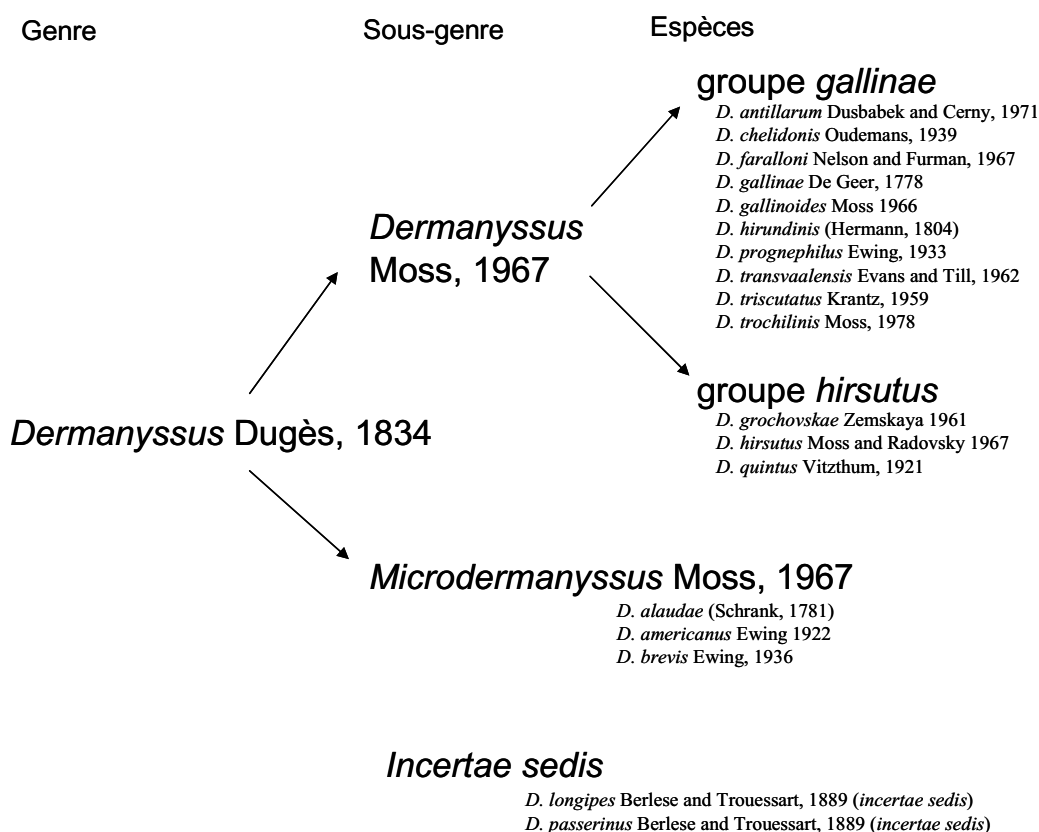 Genre Sous-genre Espèces
groupe gallinae
D. antillarum Dusbabek and Cerny, 1971
D. chelidonis Oudemans, 1939
D. faralloni Nelson and Furman, 1967
D. gallinae De Geer, 1778
D. gallinoides Moss 1966
D. hirundinis (Hermann, 1804)
D. prognephilus Ewing, 1933
D. transvaalensis Evans and Till, 1962
D. triscutatus Krantz, 1959
D. trochilinis Moss, 1978
Dermanyssus
Moss, 1967
groupe hirsutus
D. grochovskae Zemskaya 1961
D. hirsutus Moss and Radovsky 1967
D. quintus Vitzthum, 1921
Dermanyssus Dugès, 1834
Microdermanyssus Moss, 1967
D. alaudae (Schrank, 1781)
D. americanus Ewing 1922
D. brevis Ewing, 1936
Incertae sedis
D. longipes Berlese and Trouessart, 1889 (incertae sedis)
D. passerinus Berlese and Trouessart, 1889 (incertae sedis)